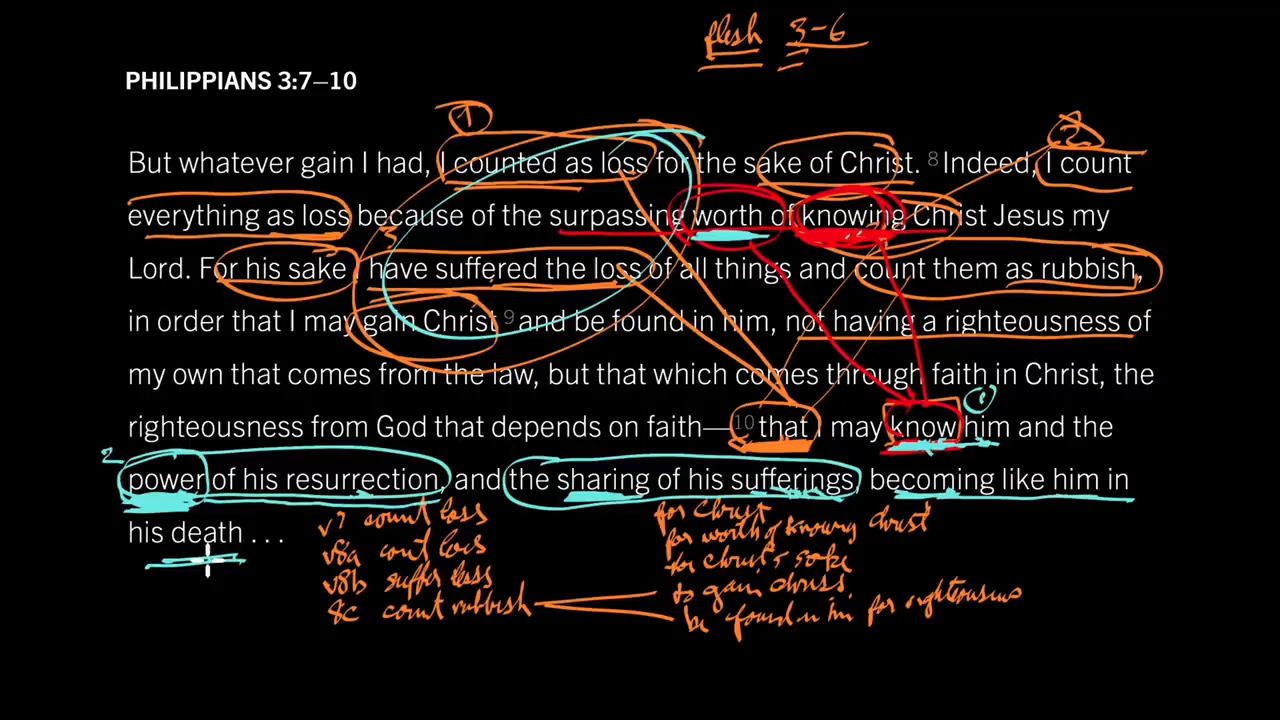 flesh 3-6
PHILIPPIANS 3:7–10
1
2
But whatever gain I had, I counted as loss for the sake of Christ. 8 Indeed, I count
everything as loss because of the surpassing worth of knowing Christ Jesus my
3
Lord. For his sake I have suffered the loss of all things and count them as rubbish,
in order that I may gain Christ 9 and be found in him, not having a righteousness of
my own that comes from the law, but that which comes through faith in Christ, the
1
righteousness from God that depends on faith— 10 that I may know him and the
2
power of his resurrection, and the sharing of his sufferings, becoming like him in
his death . . .
v7 count loss for Christ
v8a count loss for worth of knowing Christ
v8b suffer loss for Christ's sake
8c count rubbish to gain Christ
be found in him for righteousness